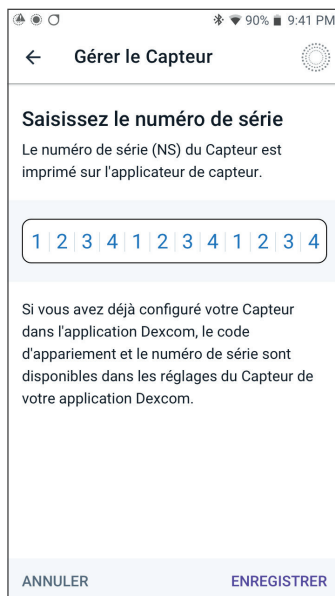 90% 9:41 PM
Gérer le Capteur
Saisissez le numéro de série
Le numéro de série (NS) du Capteur est
imprimé sur l'applicateur de capteur.
1 2 3 4 1 2 3 4 1 2 3 4
Si vous avez déjà configuré votre Capteur
dans l'application Dexcom, le code
d'appariement et le numéro de série sont
disponibles dans les réglages du Capteur de
votre application Dexcom.
ANNULER ENREGISTRER